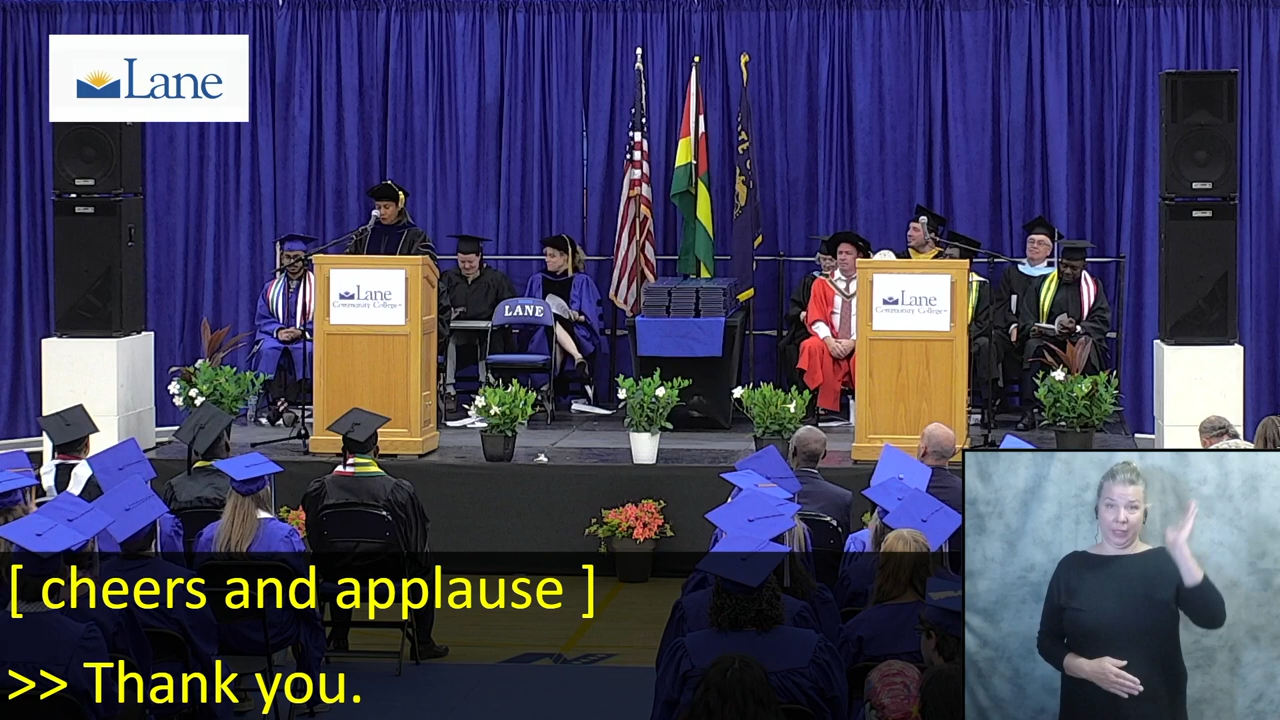 Lane
LANE
Lane
Community College
Lane
Community College
[ cheers and applause ]
>> Thank you.